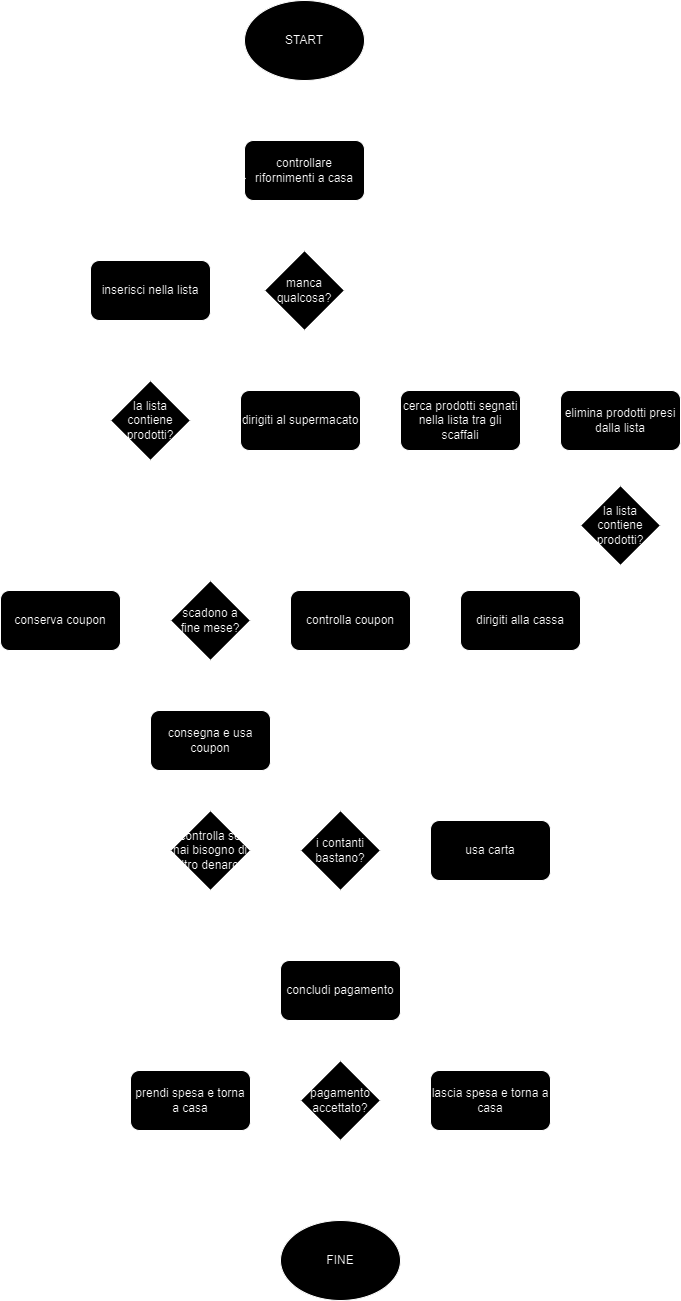 START
controllare
rifornimenti a casa
inserisci nella lista
manca
qualcosa?
la lista
contiene
prodotti?
dirigiti al supermacato
cerca prodotti segnati
nella lista tra gli
scaffali
elimina prodotti presi
dalla lista
la lista
contiene
prodotti?
conserva coupon
scadono a
fine mese?
controlla coupon
dirigiti alla cassa
consegna e usa
coupon
controlla se
hai bisogno di
altro denaro
i contanti
bastano?
usa carta
concludi pagamento
prendi spesa e torna
a casa
pagamento
accettato?
lascia spesa e torna a
casa
FINE